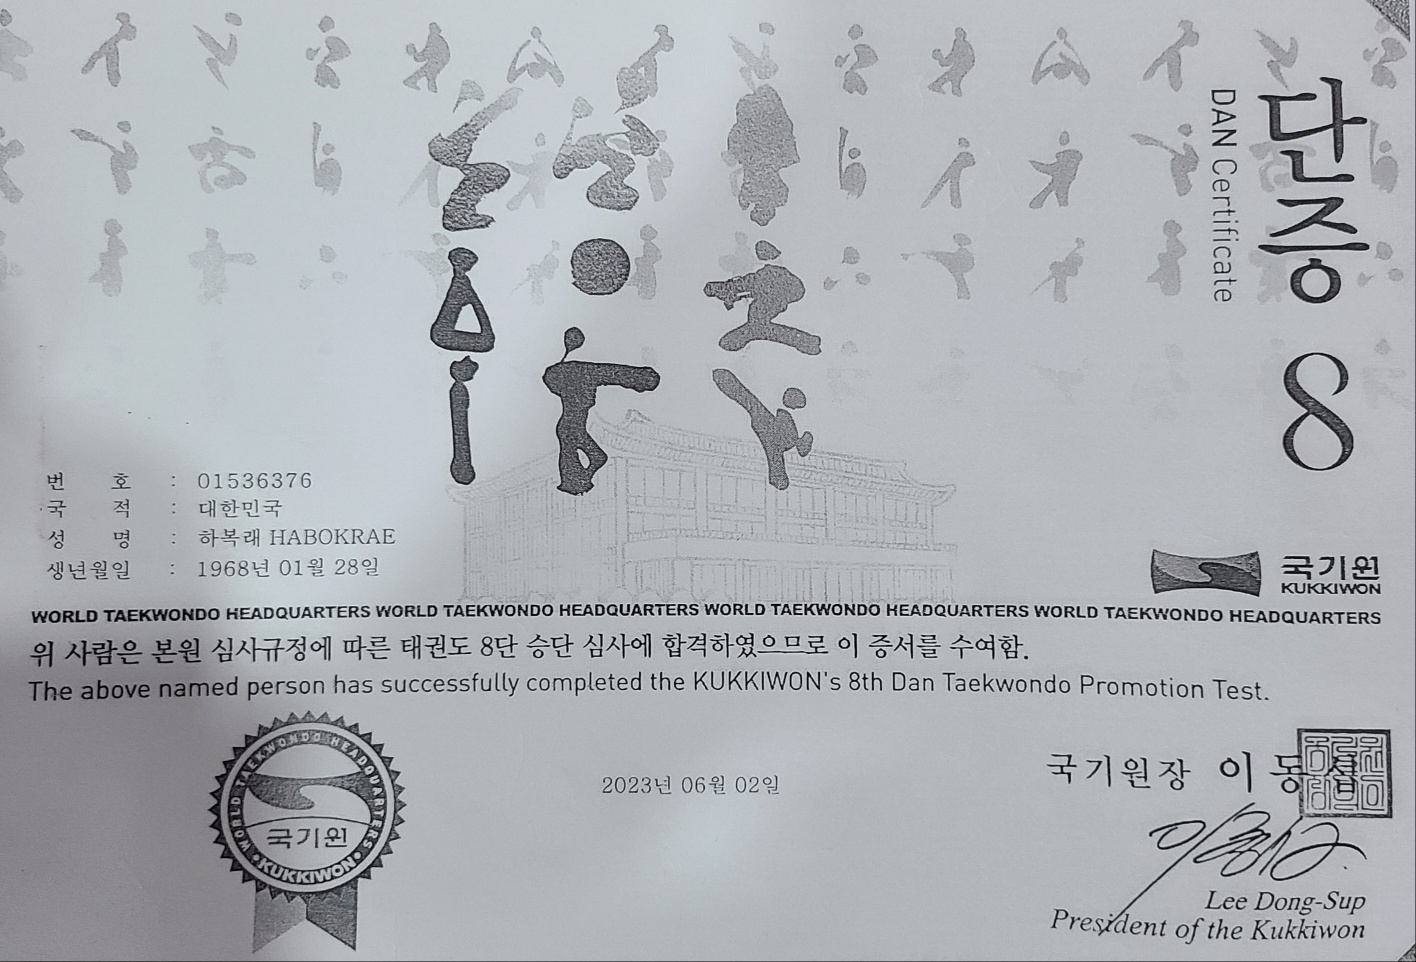 단증 8
DAN Certificate
번 호 : 01536376
국 적 : 대한민국
성 명 : 하복래 HABOKRAE
생년월일 : 1968년 01월 28일
국기원
KUKKIWON
WORLD TAEKWONDO HEADQUARTERS WORLD TAEKWONDO HEADQUARTERS WORLD TAEKWONDO HEADQUARTERS WORLD TAEKWONDO HEADQUARTERS
위 사람은 본원 심사규정에 따른 태권도 8단 승단 심사에 합격하였으므로 이 증서를 수여함.
The above named person has successfully completed the KUKKIWON's 8th Dan Taekwondo Promotion Test.
WORLD TAEKWONDO HEADQUARTERS
국기원
KUKKIWON
2023년 06월 02일
국기원장 이 동 섭
Lee Dong-Sup
President of the Kukkiwon